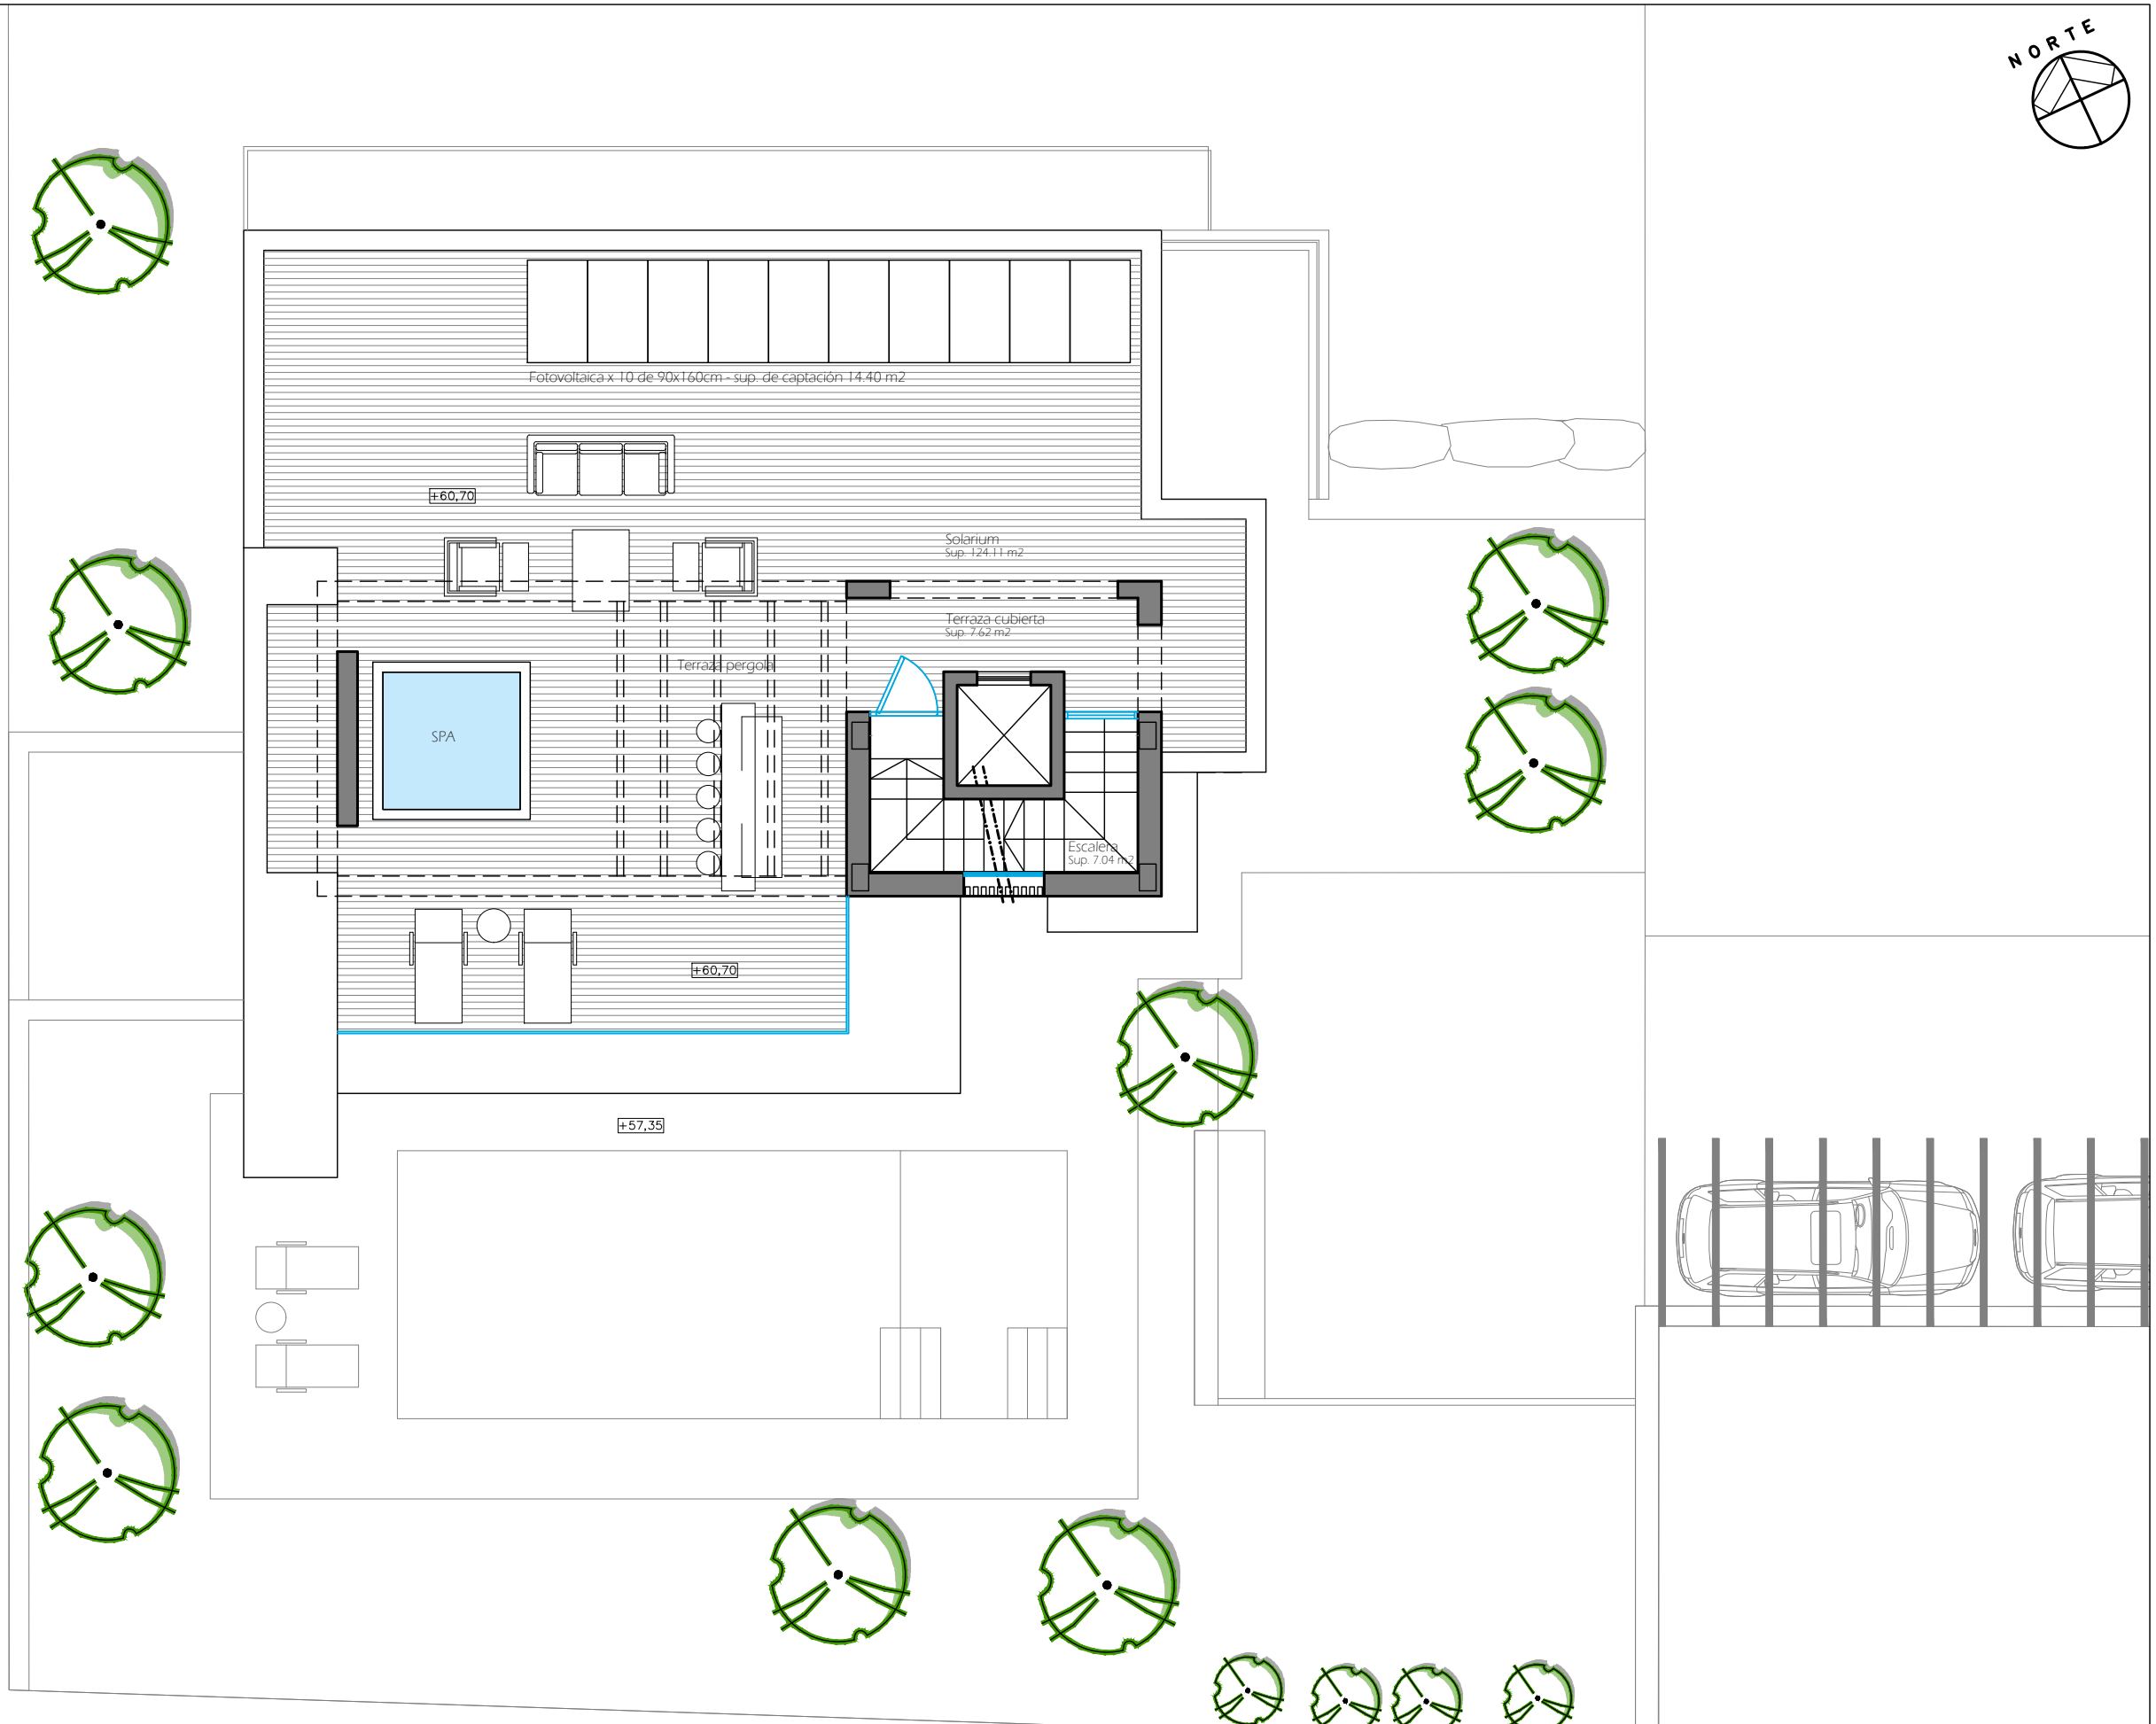 NORTE
Fotovoltaica x 10 de 90x160cm - sup. de captación 14.40 m2
+60,70
Solarium
Sup. 124.11 m2
Terraza cubierta
Sup. 7.62 m2
Terraza pergola
SPA
Escalera
Sup. 7.04 m2
+60,70
+57,35